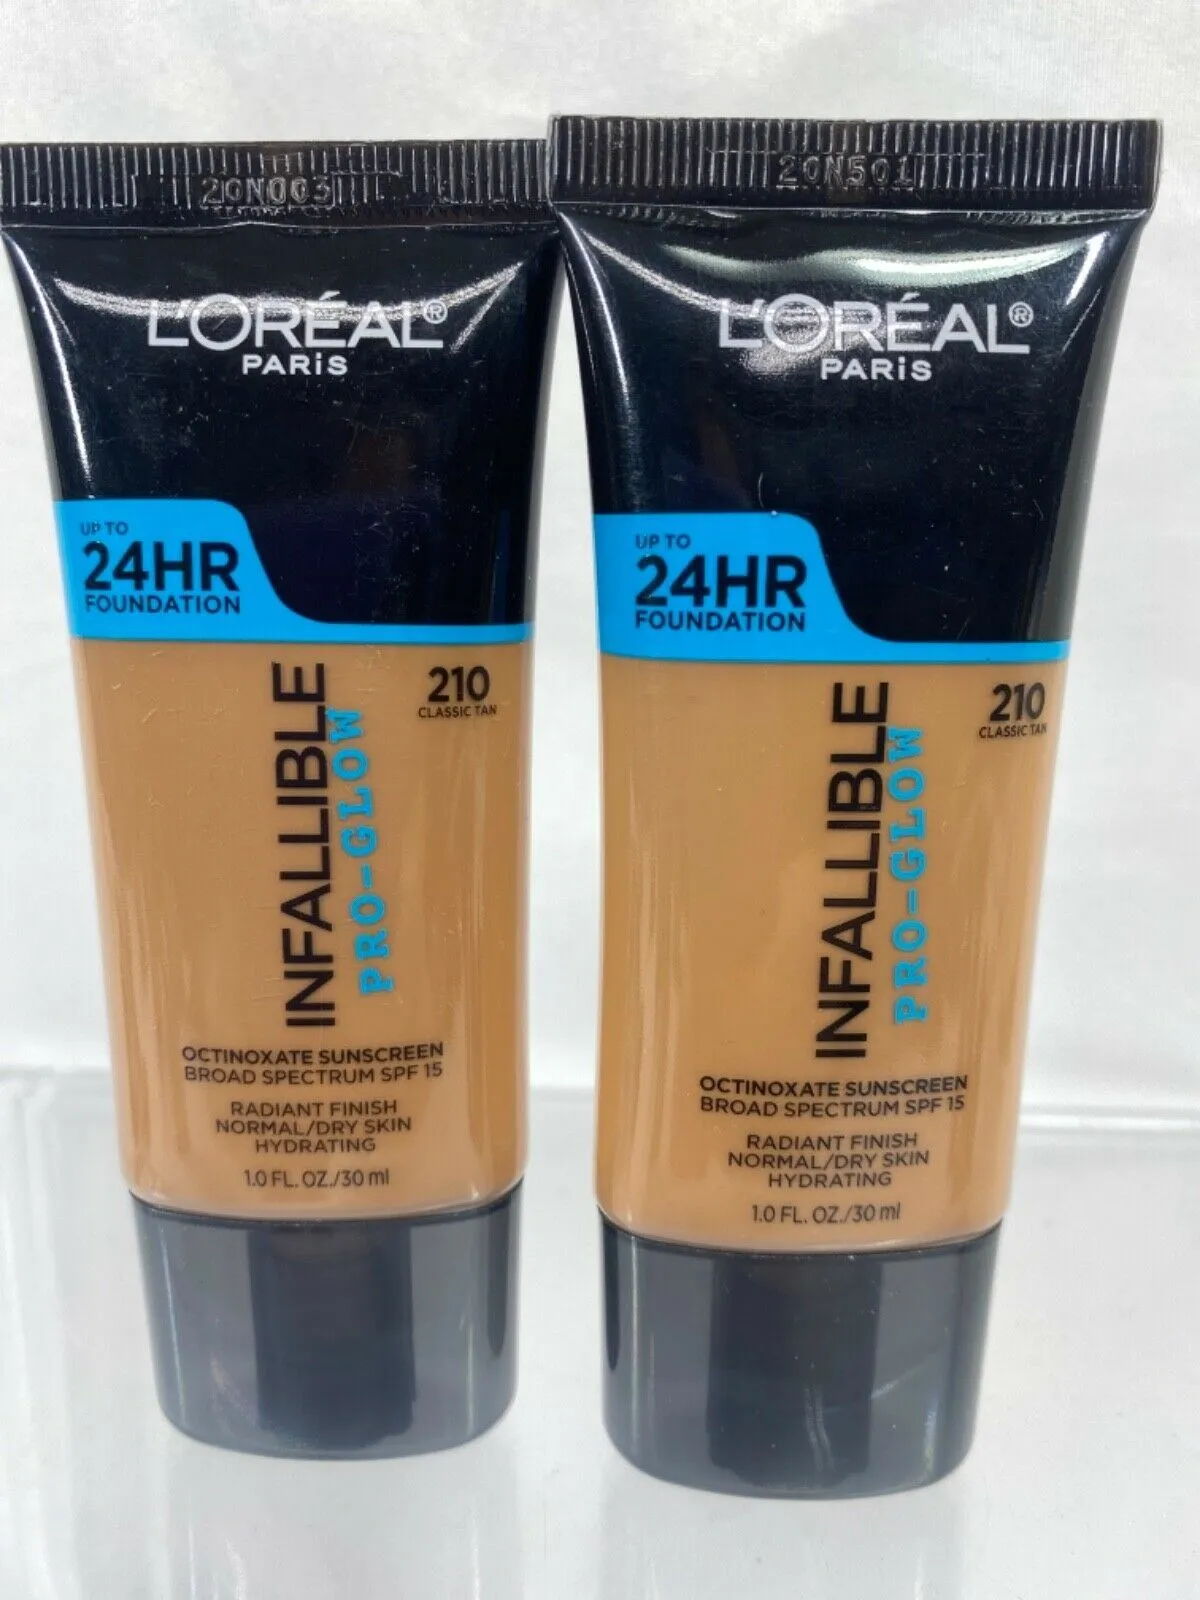 20N003
L'ORÉAL®
PARiS
UP TO
24HR
FOUNDATION
210
CLASSIC TAN
INFALLIBLE
PRO-GLOW
OCTINOXATE SUNSCREEN
BROAD SPECTRUM SPF 15
RADIANT FINISH
NORMAL/DRY SKIN
HYDRATING
1.0 FL. OZ./30 ml
20N501
L'ORÉAL®
PARiS
UP TO
24HR
FOUNDATION
210
CLASSIC TAN
INFALLIBLE
PRO-GLOW
OCTINOXATE SUNSCREEN
BROAD SPECTRUM SPF 15
RADIANT FINISH
NORMAL/DRY SKIN
HYDRATING
1.0 FL. OZ./30 ml